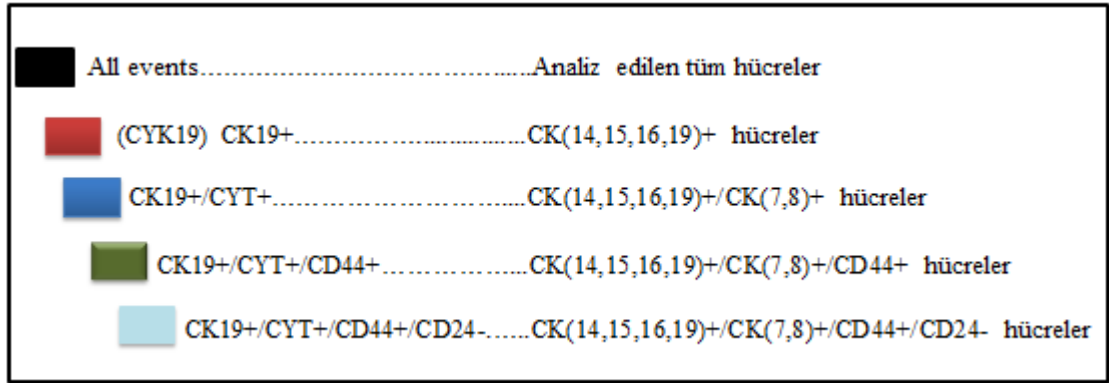 All events……………………………......Analiz edilen tüm hücreler
(CYK19) CK19+………….....................CK(14,15,16,19)+ hücreler
CK19+/CYT+………………………....CK(14,15,16,19)+/CK(7,8)+ hücreler
CK19+/CYT+/CD44+……………...CK(14,15,16,19)+/CK(7,8)+/CD44+ hücreler
CK19+/CYT+/CD44+/CD24-…...CK(14,15,16,19)+/CK(7,8)+/CD44+/CD24- hücreler